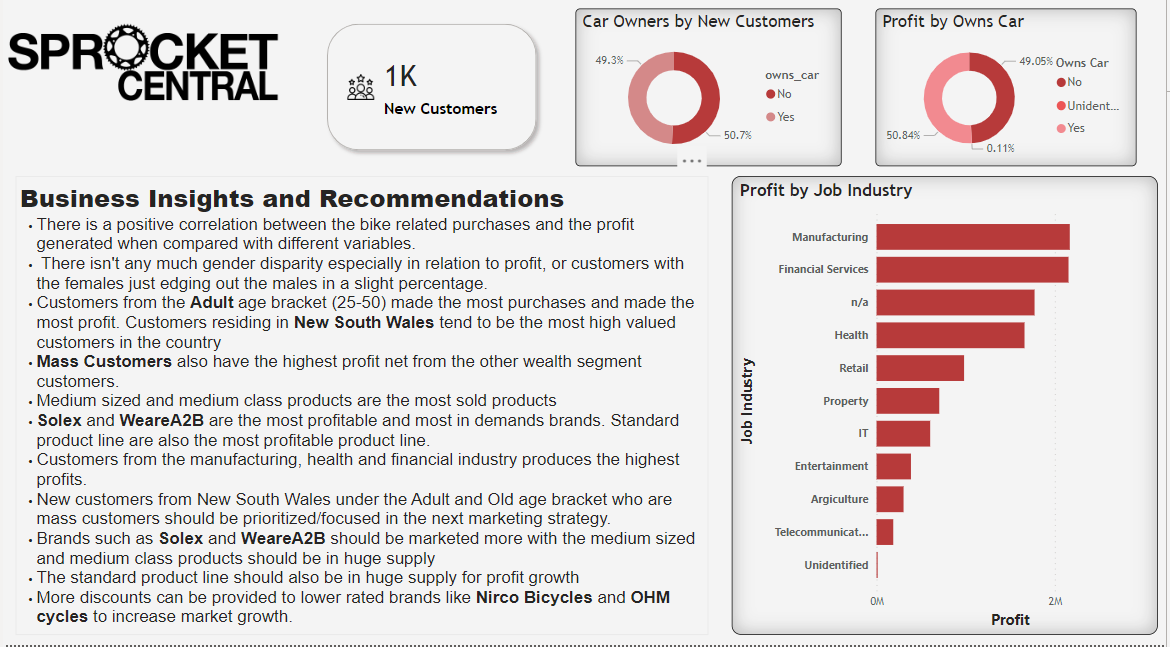 SPROCKET
CENTRAL
1K
New Customers
Car Owners by New Customers
49.3%
50.7%
owns_car
No
Yes
Profit by Owns Car
49.05%
50.84%
0.11%
Owns Car
No
Unident...
Yes
Business Insights and Recommendations
• There is a positive correlation between the bike related purchases and the profit
generated when compared with different variables.
• There isn't any much gender disparity especially in relation to profit, or customers with
the females just edging out the males in a slight percentage.
• Customers from the Adult age bracket (25-50) made the most purchases and made the
most profit. Customers residing in New South Wales tend to be the most high valued
customers in the country
• Mass Customers also have the highest profit net from the other wealth segment
customers.
• Medium sized and medium class products are the most sold products
• Solex and WeareA2B are the most profitable and most in demands brands. Standard
product line are also the most profitable product line.
• Customers from the manufacturing, health and financial industry produces the highest
profits.
• New customers from New South Wales under the Adult and Old age bracket who are
mass customers should be prioritized/focused in the next marketing strategy.
• Brands such as Solex and WeareA2B should be marketed more with the medium sized
and medium class products should be in huge supply
• The standard product line should also be in huge supply for profit growth
• More discounts can be provided to lower rated brands like Nirco Bicycles and OHM
cycles to increase market growth.
Profit by Job Industry
Job Industry
Manufacturing
Financial Services
n/a
Health
Retail
Property
IT
Entertainment
Argiculture
Telecommunicat...
Unidentified
0M
2M
Profit